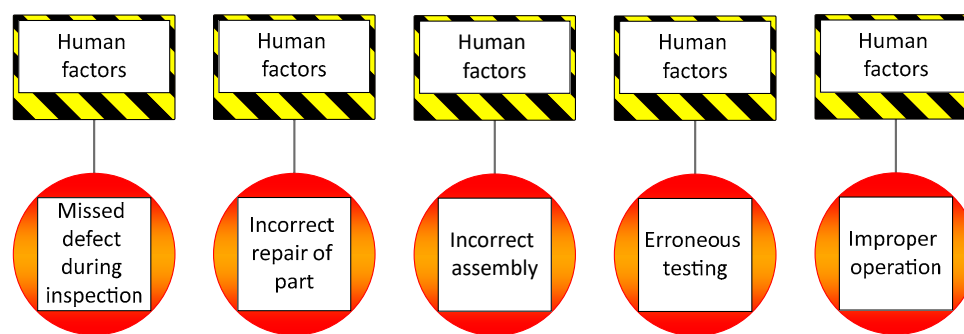 Human
factors
Human
factors
Human
factors
Human
factors
Human
factors
Missed
defect
during
inspection
Incorrect
repair of
part
Incorrect
assembly
Erroneous
testing
Improper
operation